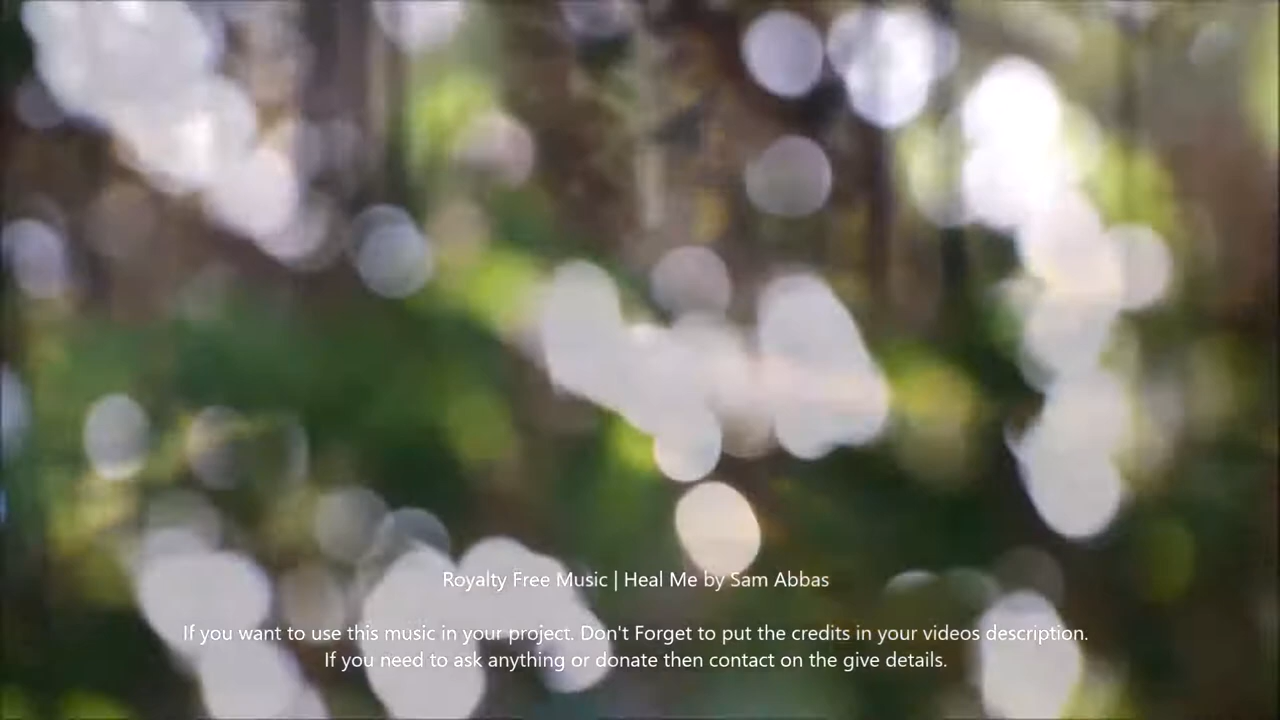 Royalty Free Music | Heal Me by Sam Abbas
If you want to use this music in your project. Don't Forget to put the credits in your videos description.
If you need to ask anything or donate then contact on the give details.